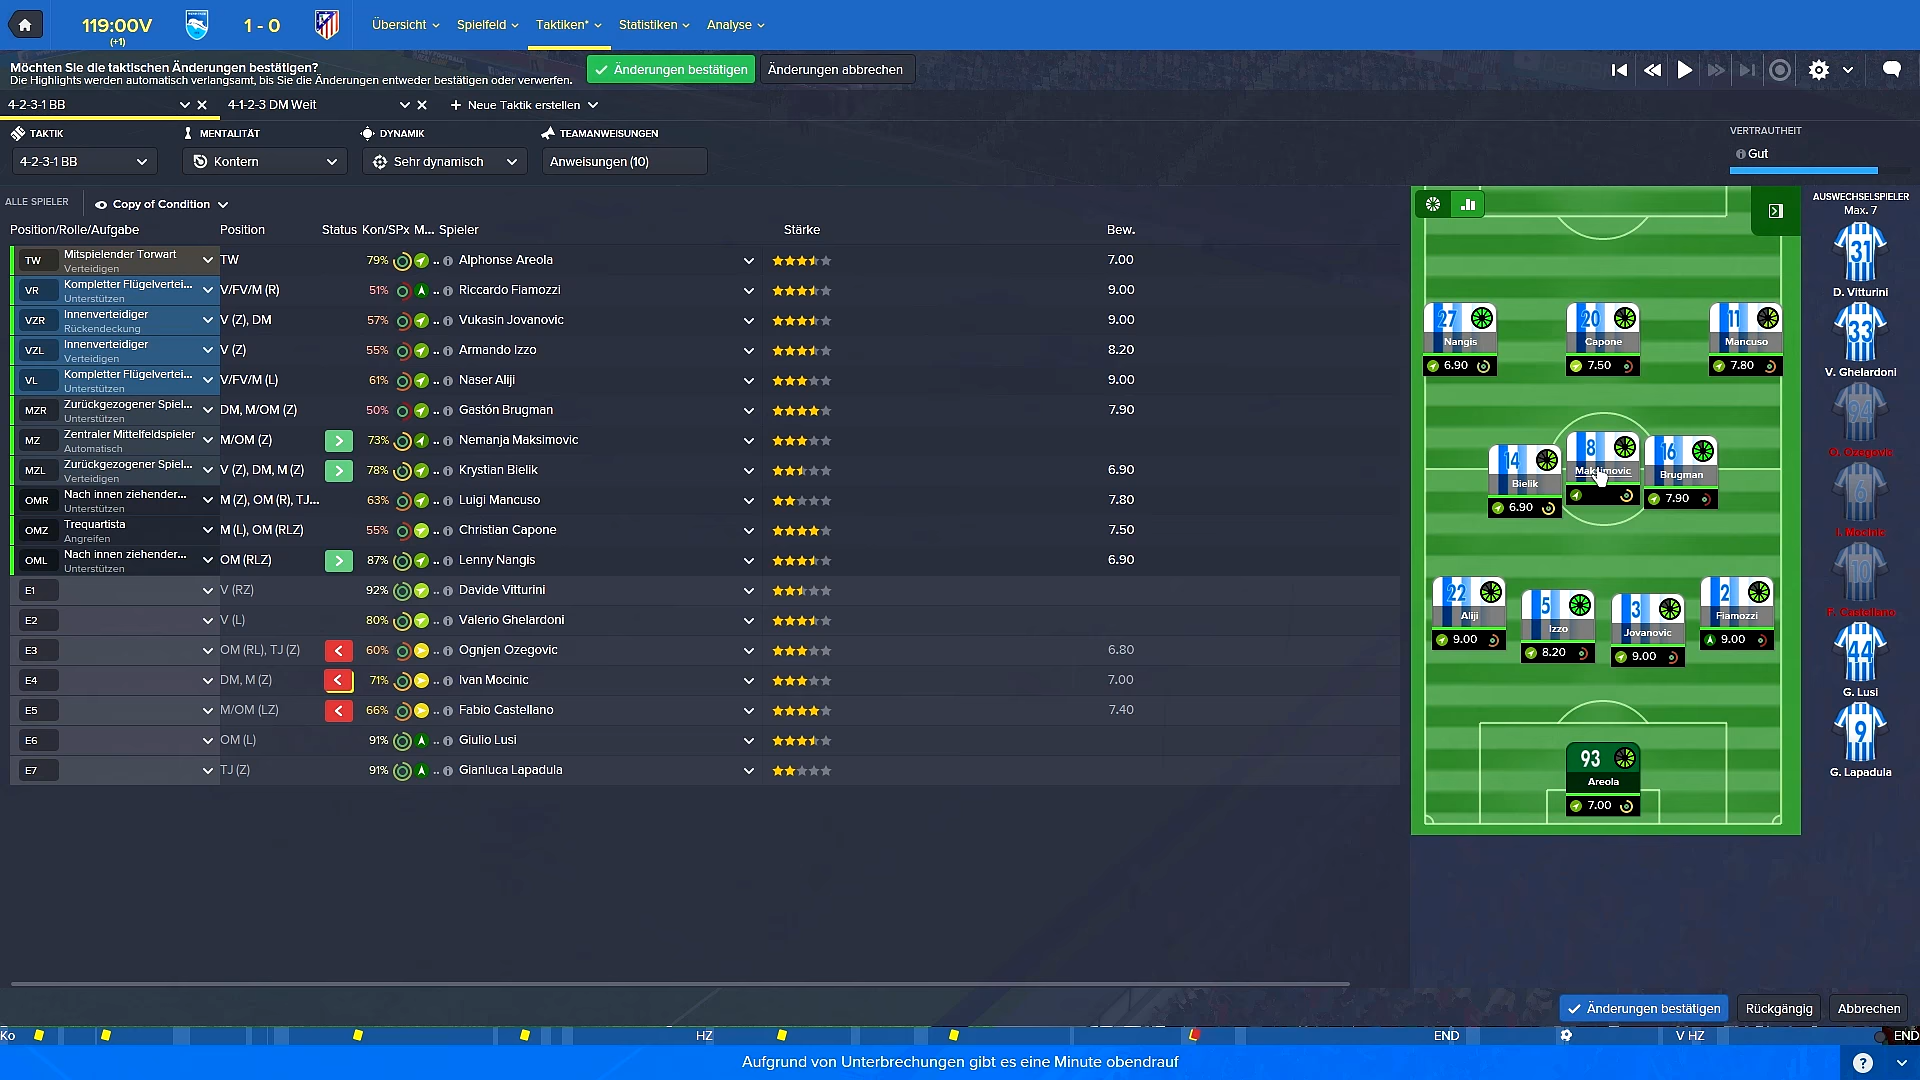 119:00V
(+1)
1 - 0
Übersicht
Spielfeld
Taktiken*
Statistiken
Analyse
Möchten Sie die taktischen Änderungen bestätigen?
Die Highlights werden automatisch verlangsamt, bis Sie die Änderungen entweder bestätigen oder verwerfen.
Änderungen bestätigen
Änderungen abbrechen
4-2-3-1 BB
4-1-2-3 DM Weit
Neue Taktik erstellen
TAKTIK
MENTALITÄT
DYNAMIK
TEAMANWEISUNGEN
4-2-3-1 BB
Kontern
Sehr dynamisch
Anweisungen (10)
VERTRAUTHEIT
Gut
ALLE SPIELER
Copy of Condition
Position/Rolle/Aufgabe Position Status Kon/SPx M... Spieler Stärke Bew.
TW Mitspielender Torwart Verteidigen TW 79% .. Alphonse Areola 7.00
VR Kompletter Flügelvertei... Unterstützen V/FV/M (R) 51% .. Riccardo Fiamozzi 9.00
VZR Innenverteidiger Rückendeckung V (Z), DM 57% .. Vukasin Jovanovic 9.00
VZL Innenverteidiger Verteidigen V (Z) 55% .. Armando Izzo 8.20
VL Kompletter Flügelvertei... Unterstützen V/FV/M (L) 61% .. Naser Aliji 9.00
MZR Zurückgezogener Spiel... Unterstützen DM, M/OM (Z) 50% .. Gastón Brugman 7.90
MZ Zentraler Mittelfeldspieler Automatisch M/OM (Z) 73% .. Nemanja Maksimovic
MZL Zurückgezogener Spiel... Verteidigen V (Z), DM, M (Z) 78% .. Krystian Bielik 6.90
OMR Nach innen ziehender... Unterstützen M (Z), OM (R), TJ... 63% .. Luigi Mancuso 7.80
OMZ Trequartista Angreifen M (L), OM (RLZ) 55% .. Christian Capone 7.50
OML Nach innen ziehender... Unterstützen OM (RLZ) 87% .. Lenny Nangis 6.90
E1 V (RZ) 92% .. Davide Vitturini
E2 V (L) 80% .. Valerio Ghelardoni
E3 OM (RL), TJ (Z) 60% .. Ognjen Ozegovic 6.80
E4 DM, M (Z) 71% .. Ivan Mocinic 7.00
E5 M/OM (LZ) 66% .. Fabio Castellano 7.40
E6 OM (L) 91% .. Giulio Lusi
E7 TJ (Z) 91% .. Gianluca Lapadula
27
Nangis
6.90
20
Capone
7.50
11
Mancuso
7.80
14
Bielik
6.90
8
Maksimovic
16
Brugman
7.90
22
Aliji
9.00
5
Izzo
8.20
3
Jovanovic
9.00
2
Fiamozzi
9.00
93
Areola
7.00
AUSWECHSELSPIELER
Max. 7
31
D. Vitturini
33
V. Ghelardoni
94
O. Ozegovic
6
I. Mocinic
10
F. Castellano
44
G. Lusi
9
G. Lapadula
Änderungen bestätigen
Rückgängig
Abbrechen
Ko
HZ
END
V HZ
END
Aufgrund von Unterbrechungen gibt es eine Minute obendrauf
?